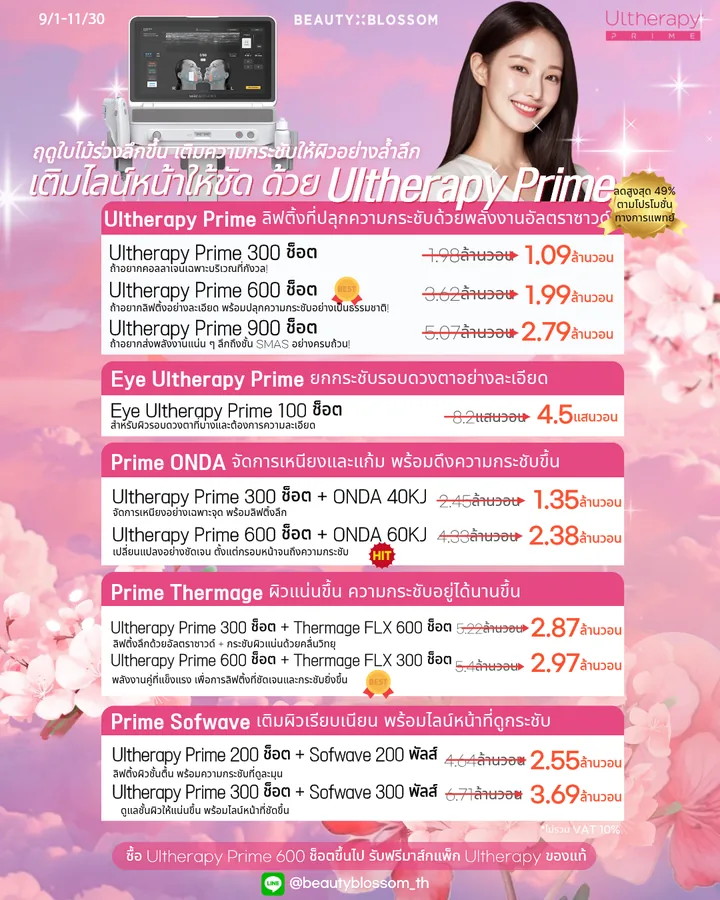 9/1-11/30
BEAUTY BLOSSOM
Ultherapy
PRIME
ฤดูใบไม้ร่วงลึกขึ้น เติมความกระชับให้ผิวอย่างล้ำลึก
เติมไลน์หน้าให้ชัด ด้วย Ultherapy Prime
ลดสูงสุด 49%
ตามโปรโมชั่น
ทางการแพทย์
Ultherapy Prime ลิฟติ้งที่ปลุกความกระชับด้วยพลังงานอัลตราซาวด์
Ultherapy Prime 300 ช็อต 1.98ล้านวอน 1.09ล้านวอน
ถ้าอยากคอลลาเจนเฉพาะบริเวณที่กังวล!
Ultherapy Prime 600 ช็อต BEST 3.62ล้านวอน 1.99ล้านวอน
ถ้าอยากลิฟติ้งอย่างละเอียด พร้อมปลุกความกระชับอย่างเป็นธรรมชาติ!
Ultherapy Prime 900 ช็อต 5.07ล้านวอน 2.79ล้านวอน
ถ้าอยากส่งพลังงานแน่น ๆ ลึกถึงชั้น SMAS อย่างครบถ้วน!
Eye Ultherapy Prime ยกกระชับรอบดวงตาอย่างละเอียด
Eye Ultherapy Prime 100 ช็อต 8.2แสนวอน 4.5แสนวอน
สำหรับผิวรอบดวงตาที่บางและต้องการความละเอียด
Prime ONDA จัดการเหนียงและแก้ม พร้อมดึงความกระชับขึ้น
Ultherapy Prime 300 ช็อต + ONDA 40KJ 2.45ล้านวอน 1.35ล้านวอน
จัดการเหนียงอย่างเฉพาะจุด พร้อมลิฟติ้งลึก
Ultherapy Prime 600 ช็อต + ONDA 60KJ 4.33ล้านวอน 2.38ล้านวอน
เปลี่ยนแปลงอย่างชัดเจน ตั้งแต่กรอบหน้าจนถึงความกระชับ HIT
Prime Thermage ผิวแน่นขึ้น ความกระชับอยู่ได้นานขึ้น
Ultherapy Prime 300 ช็อต + Thermage FLX 600 ช็อต 5.22ล้านวอน 2.87ล้านวอน
ลิฟติ้งลึกด้วยอัลตราซาวด์ + กระชับผิวแน่นด้วยคลื่นวิทยุ
Ultherapy Prime 600 ช็อต + Thermage FLX 300 ช็อต 5.4ล้านวอน 2.97ล้านวอน
พลังงานคู่ที่แข็งแรง เพื่อการลิฟติ้งที่ชัดเจนและกระชับยิ่งขึ้น BEST
Prime Sofwave เติมผิวเรียบเนียน พร้อมไลน์หน้าที่ดูกระชับ
Ultherapy Prime 200 ช็อต + Sofwave 200 พัลส์ 4.64ล้านวอน 2.55ล้านวอน
ลิฟติ้งผิวชั้นตื้น พร้อมความกระชับที่ดูละมุน
Ultherapy Prime 300 ช็อต + Sofwave 300 พัลส์ 6.71ล้านวอน 3.69ล้านวอน
ดูแลชั้นผิวให้แน่นขึ้น พร้อมไลน์หน้าที่ชัดขึ้น
*ไม่รวม VAT 10%
ซื้อ Ultherapy Prime 600 ช็อตขึ้นไป รับฟรีมาส์กแพ็ก Ultherapy ของแท้
LINE @beautyblossom_th